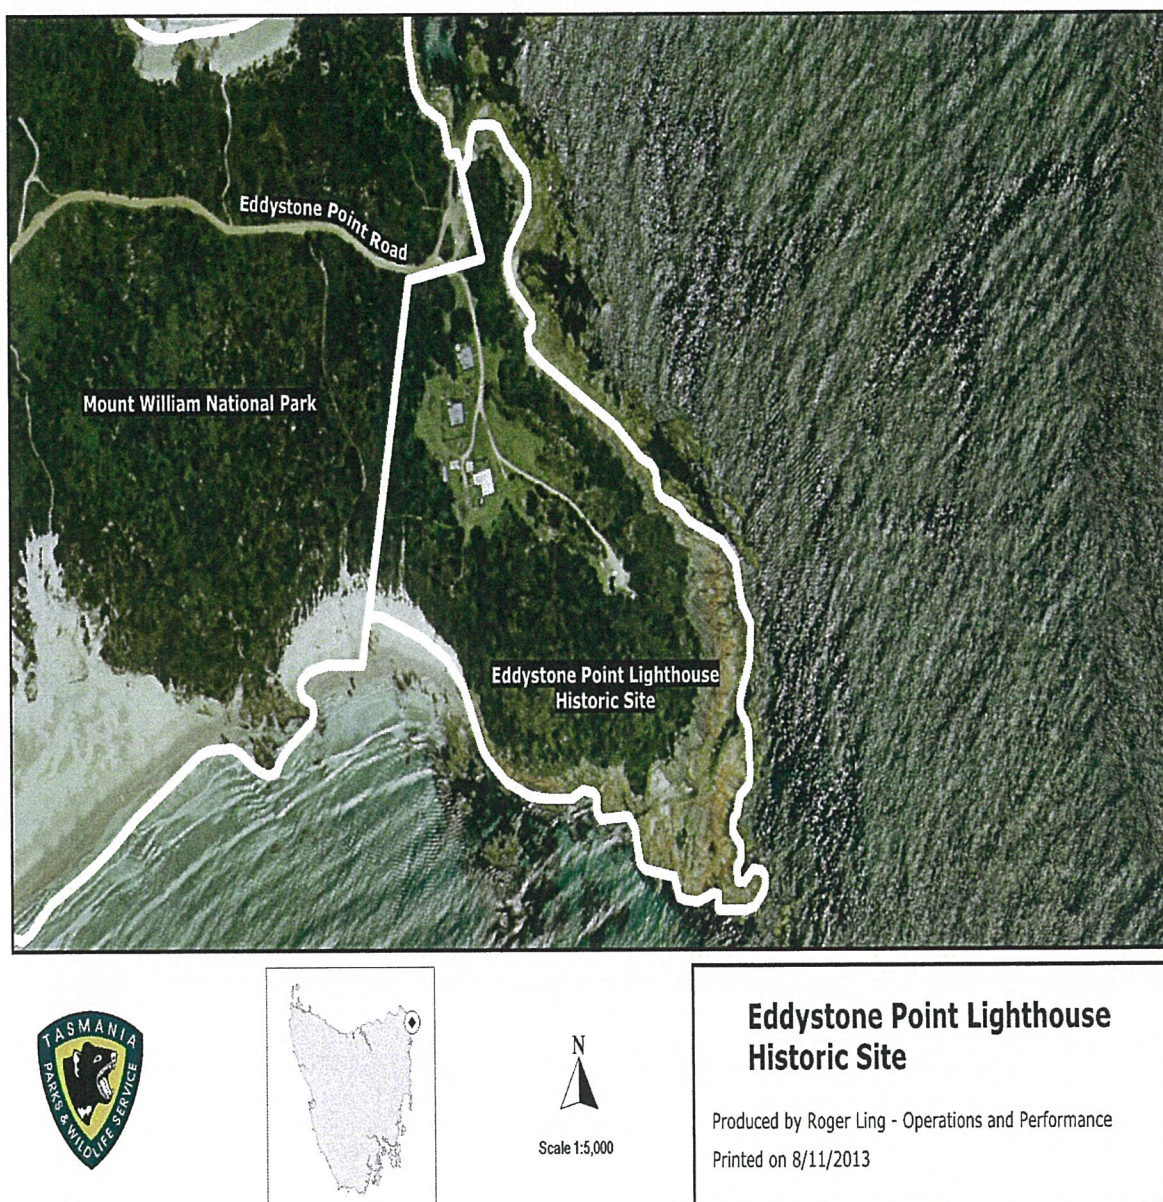 Eddystone Point Road
Mount William National Park
Eddystone Point Lighthouse
Historic Site
TASMANIA
PARKS & WILDLIFE SERVICE
N
Scale 1:5,000
Eddystone Point Lighthouse
Historic Site
Produced by Roger Ling - Operations and Performance
Printed on 8/11/2013